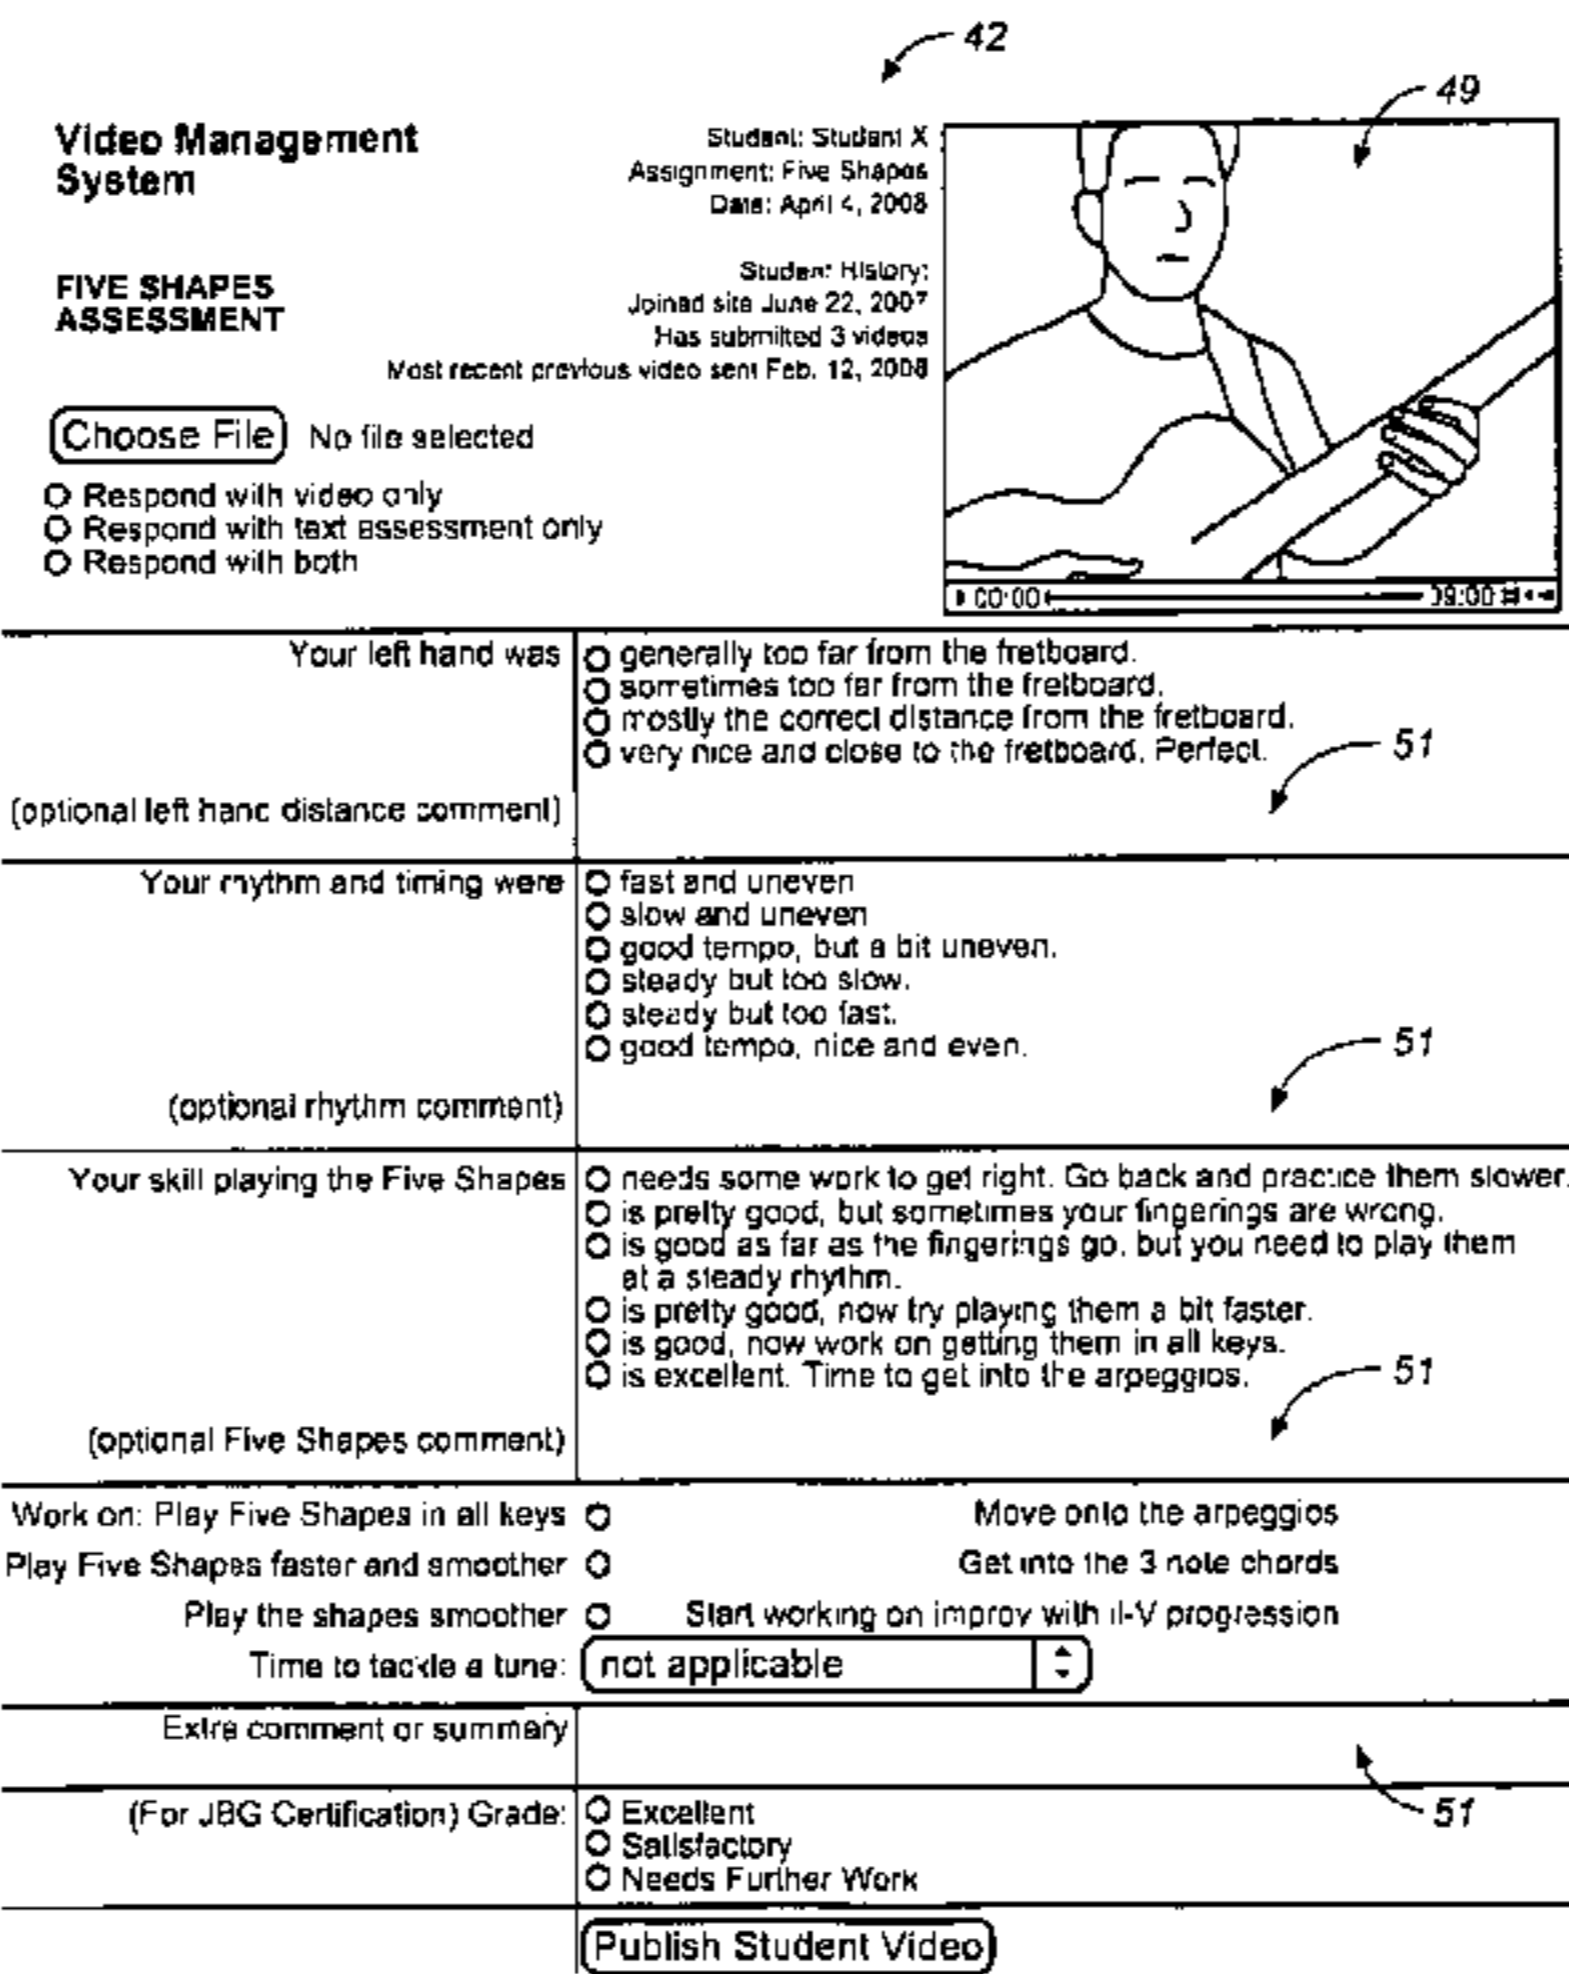 42
49
Video Management
System
Student: Student X
Assignment: Five Shapes
Date: April 4, 2008
FIVE SHAPES
ASSESSMENT
Student History:
Joined site June 22, 2007
Has submitted 3 videos
Most recent previous video sent Feb. 12, 2008
Choose File No file selected
Respond with video only
Respond with text assessment only
Respond with both
00:00 09:00
Your left hand was
generally too far from the fretboard.
sometimes too far from the fretboard.
mostly the correct distance from the fretboard.
very nice and close to the fretboard. Perfect.
51
(optional left hand distance comment)
Your rhythm and timing were
fast and uneven
slow and uneven
good tempo, but a bit uneven.
steady but too slow.
steady but too fast.
good tempo, nice and even.
51
(optional rhythm comment)
Your skill playing the Five Shapes
needs some work to get right. Go back and practice them slower.
is pretty good, but sometimes your fingerings are wrong.
is good as far as the fingerings go, but you need to play them
at a steady rhythm.
is pretty good, now try playing them a bit faster.
is good, now work on getting them in all keys.
is excellent. Time to get into the arpeggios.
51
(optional Five Shapes comment)
Work on: Play Five Shapes in all keys Move onto the arpeggios
Play Five Shapes faster and smoother Get into the 3 note chords
Play the shapes smoother Start working on improv with ii-V progression
Time to tackle a tune: not applicable
Extra comment or summary
51
(For JBG Certification) Grade:
Excellent
Satisfactory
Needs Further Work
Publish Student Video